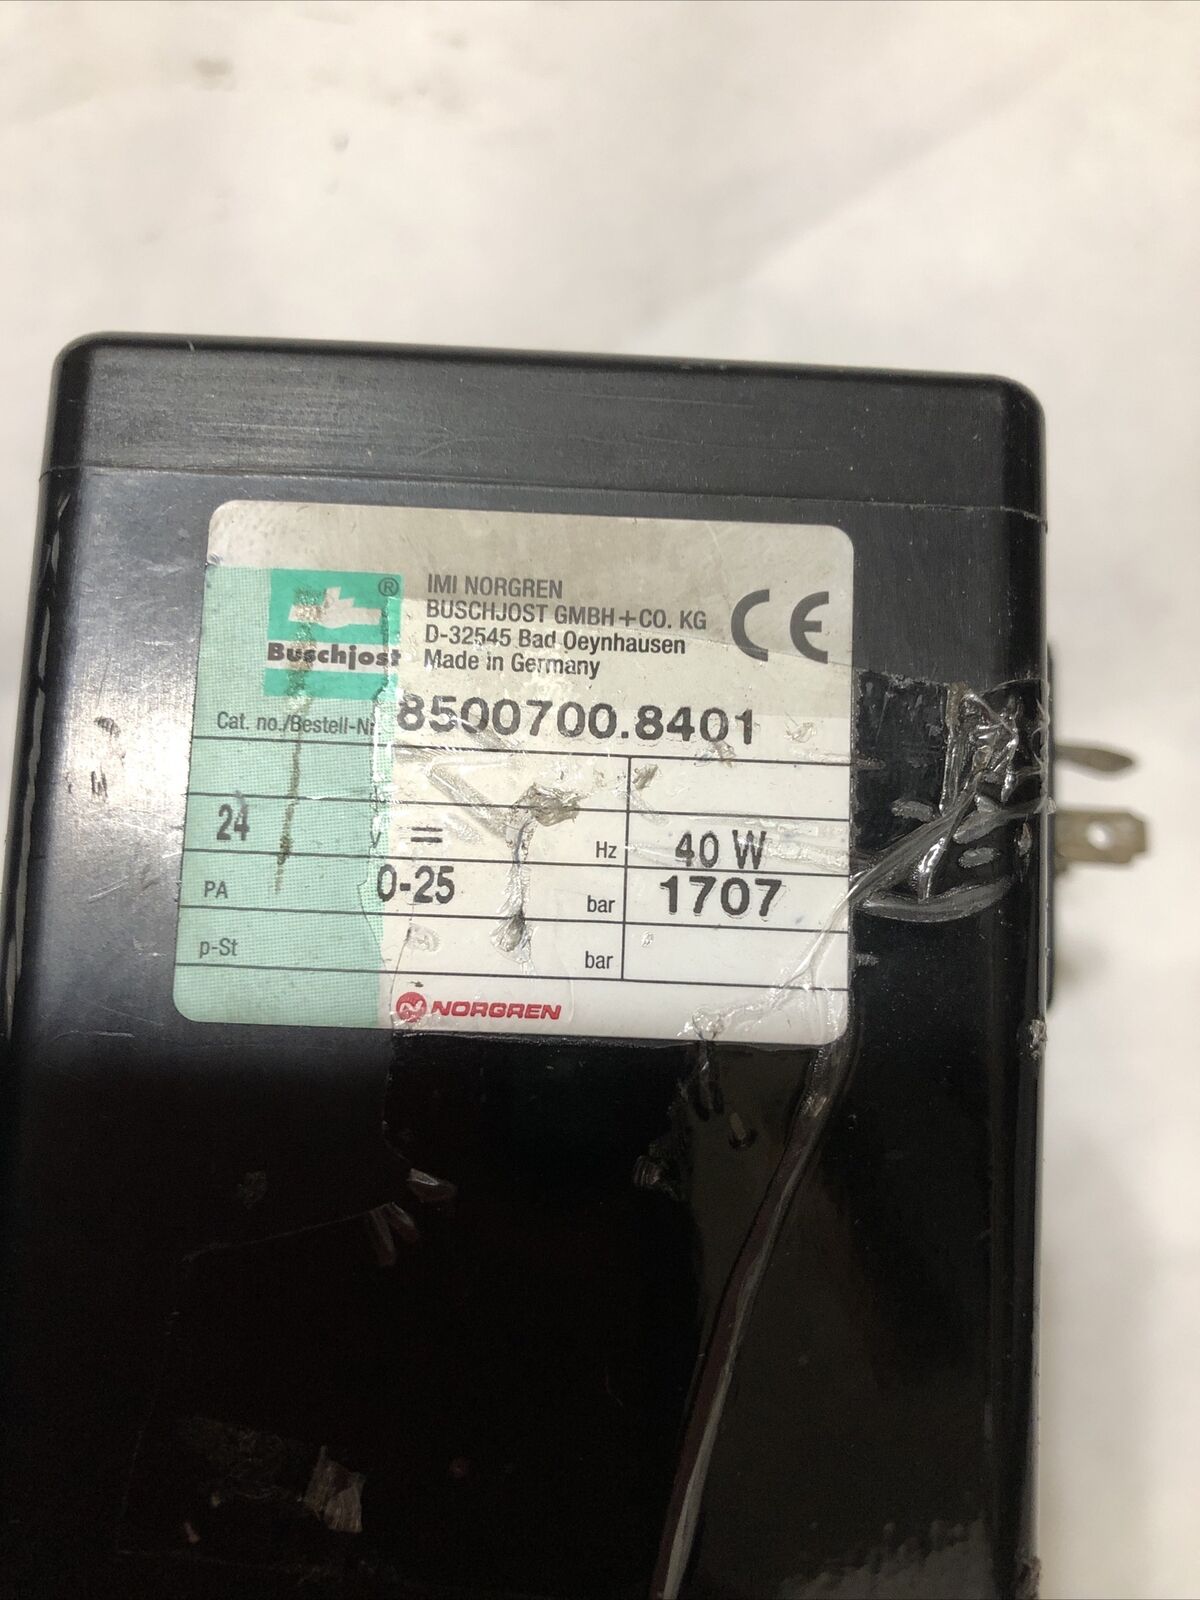 ® IMI NORGREN
BUSCHJOST GMBH + CO. KG
D-32545 Bad Oeynhausen
Made in Germany
CE
Buschjost
Cat. no./Bestell-Nr. 8500700.8401
24 V = Hz 40 W
PA 0-25 bar 1707
p-St bar
NORGREN